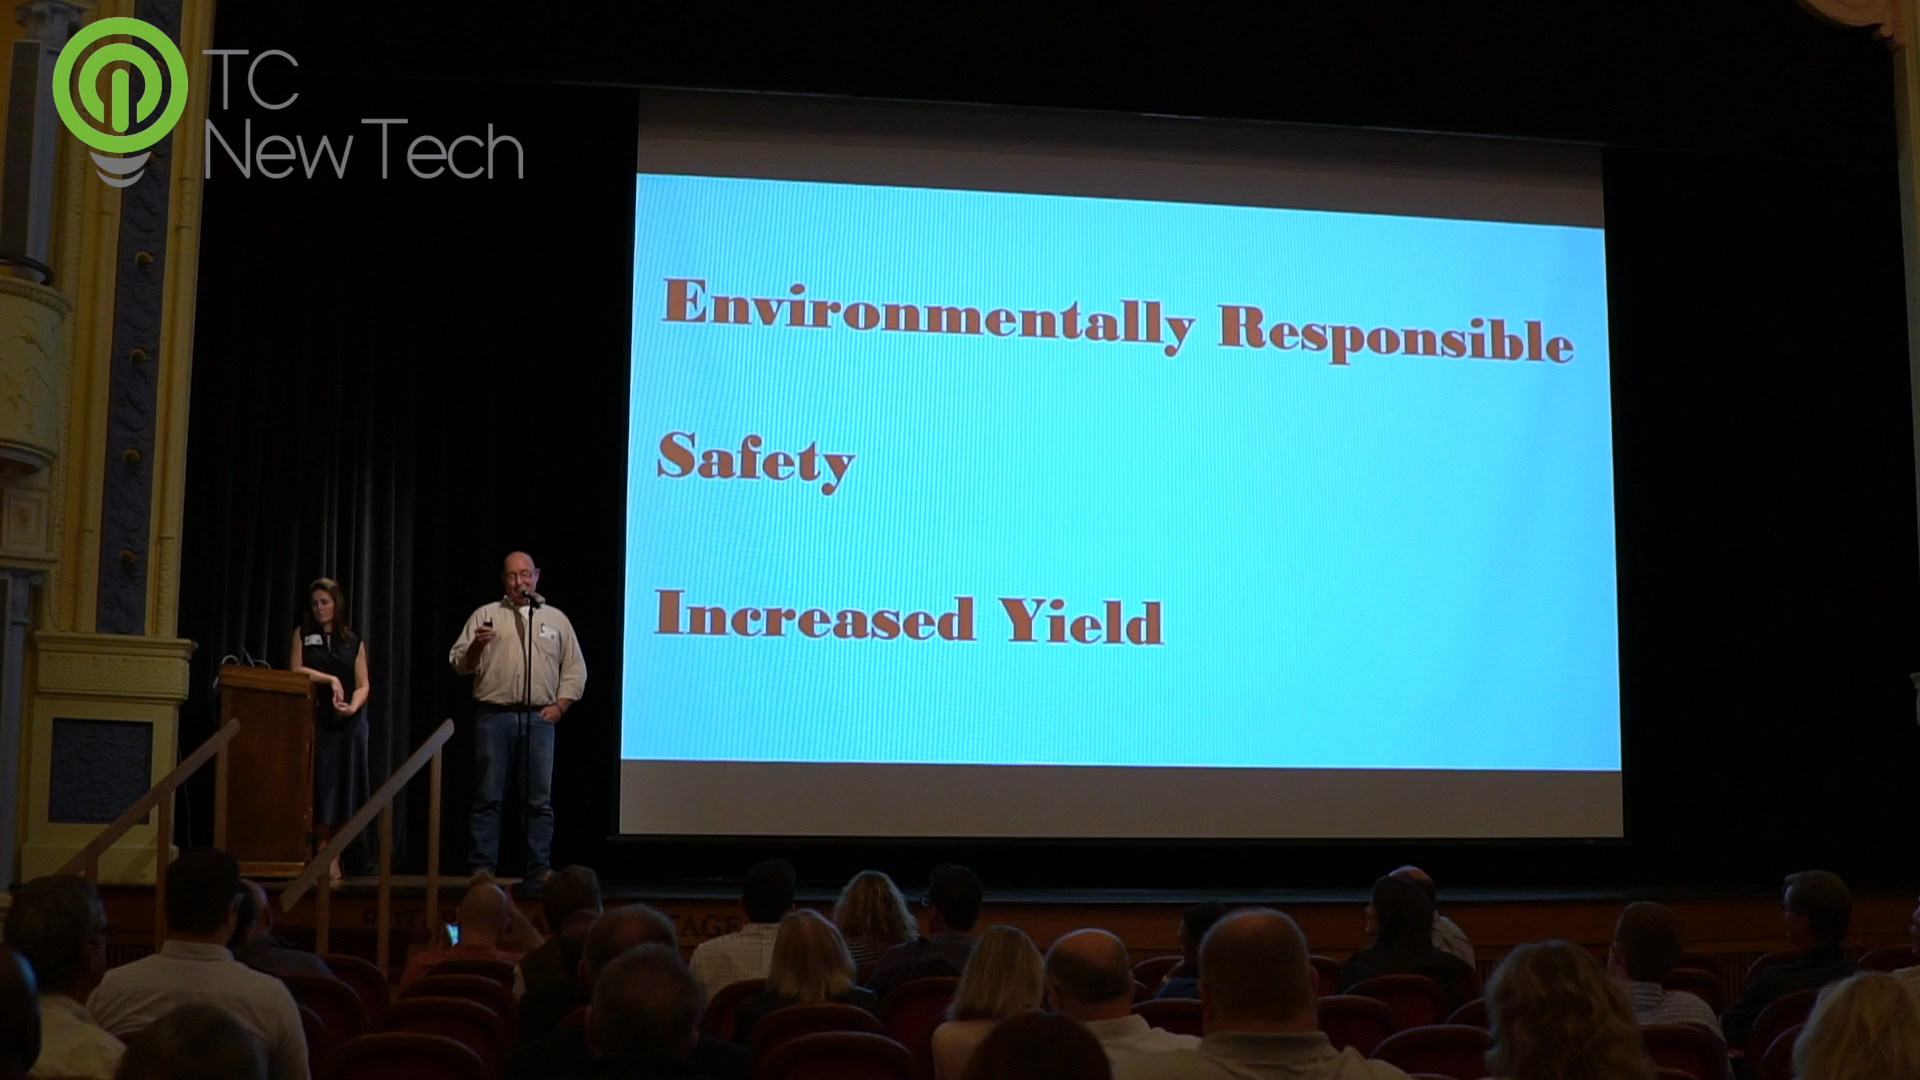 TC
New Tech
Environmentally Responsible
Safety
Increased Yield